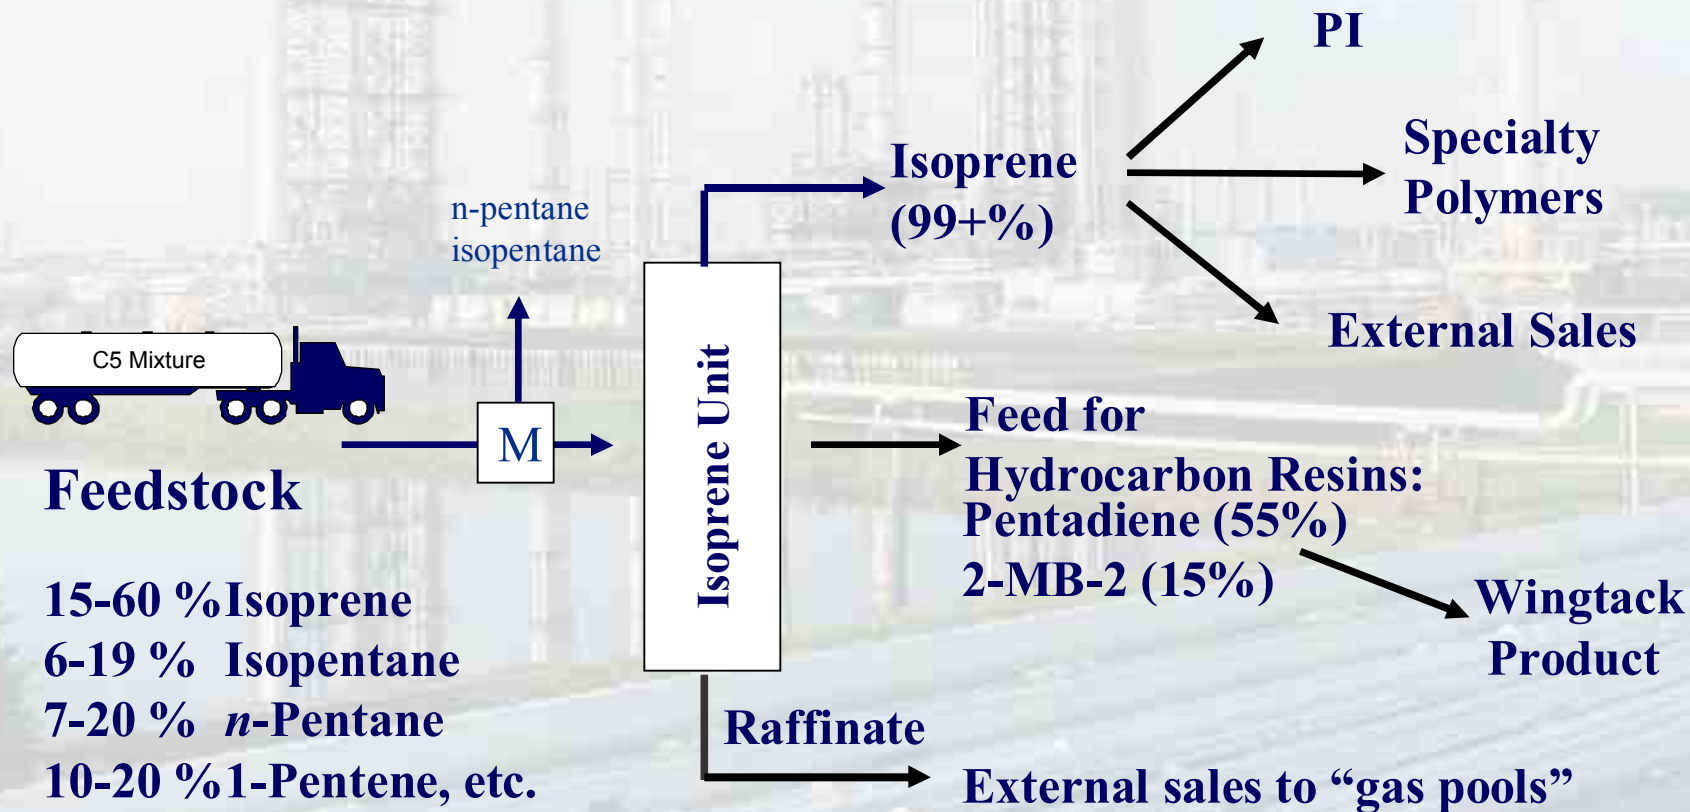 PI
Specialty
Polymers
Isoprene
(99+%)
External Sales
n-pentane
isopentane
C5 Mixture
M
Isoprene Unit
Feedstock
15-60 % Isoprene
6-19 % Isopentane
7-20 % n-Pentane
10-20 % 1-Pentene, etc.
Feed for
Hydrocarbon Resins:
Pentadiene (55%)
2-MB-2 (15%)
Wingtack
Product
Raffinate
External sales to “gas pools”